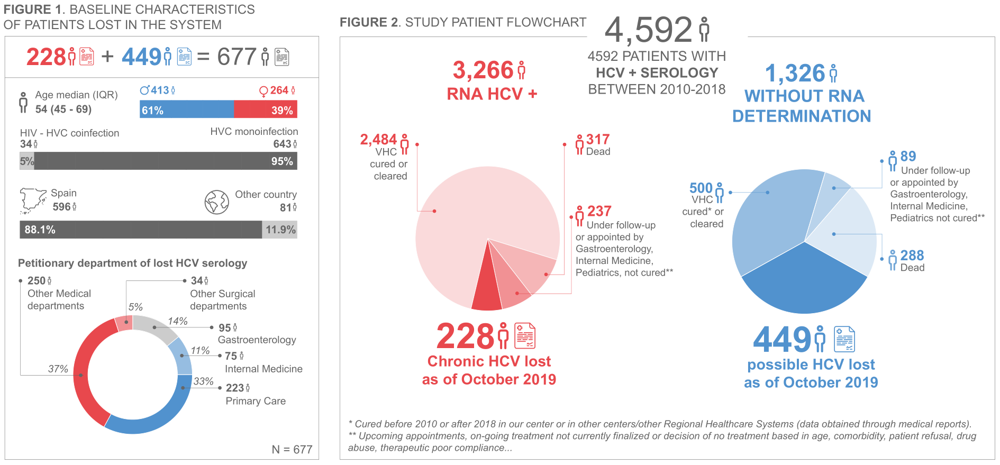 FIGURE 1. BASELINE CHARACTERISTICS
OF PATIENTS LOST IN THE SYSTEM
228 + 449 = 677
Age median (IQR)
54 (45 - 69)
♂413
♀264
61%
39%
HIV - HVC coinfection
34
HVC monoinfection
643
5%
95%
Spain
596
Other country
81
88.1%
11.9%
Petitionary department of lost HCV serology
250
Other Medical
departments
34
Other Surgical
departments
5%
14%
95
Gastroenterology
11%
75
Internal Medicine
37%
33%
223
Primary Care
N = 677
FIGURE 2. STUDY PATIENT FLOWCHART
4,592
4592 PATIENTS WITH
HCV + SEROLOGY
BETWEEN 2010-2018
3,266
RNA HCV +
1,326
WITHOUT RNA
DETERMINATION
2,484
VHC
cured or
cleared
317
Dead
237
Under follow-up
or appointed by
Gastroenterology,
Internal Medicine,
Pediatrics, not cured**
228
Chronic HCV lost
as of October 2019
500
VHC
cured* or
cleared
89
Under follow-up
or appointed by
Gastroenterology,
Internal Medicine,
Pediatrics not cured**
288
Dead
449
possible HCV lost
as of October 2019
* Cured before 2010 or after 2018 in our center or in other centers/other Regional Healthcare Systems (data obtained through medical reports).
** Upcoming appointments, on-going treatment not currently finalized or decision of no treatment based in age, comorbidity, patient refusal, drug
abuse, therapeutic poor compliance...